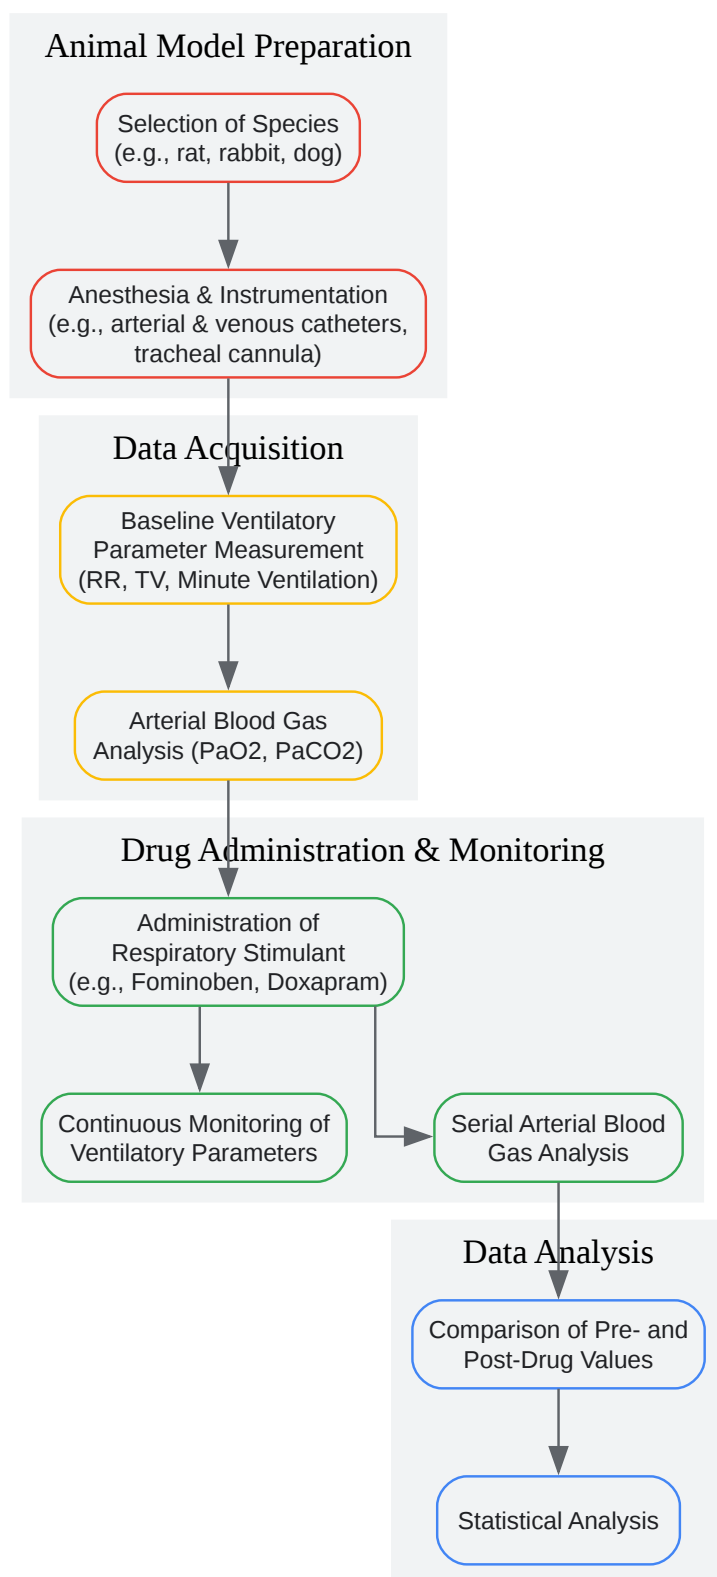 Animal Model Preparation
Selection of Species
(e.g., rat, rabbit, dog)
Anesthesia & Instrumentation
(e.g., arterial & venous catheters,
tracheal cannula)
Data Acquisition
Baseline Ventilatory
Parameter Measurement
(RR, TV, Minute Ventilation)
Arterial Blood Gas
Analysis (PaO2, PaCO2)
Drug Administration & Monitoring
Administration of
Respiratory Stimulant
(e.g., Fominoben, Doxapram)
Continuous Monitoring of
Ventilatory Parameters
Serial Arterial Blood
Gas Analysis
Data Analysis
Comparison of Pre- and
Post-Drug Values
Statistical Analysis